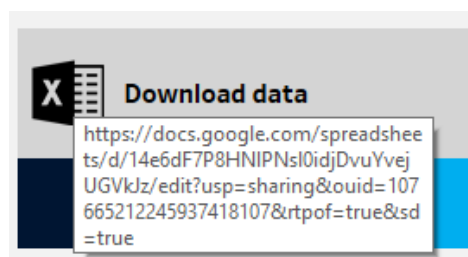 X
Download data
https://docs.google.com/spreadshee
ts/d/14e6dF7P8HNIPNsl0idjDvuYvej
UGVkJz/edit?usp=sharing&ouid=107
665212245937418107&rtpof=true&sd
=true